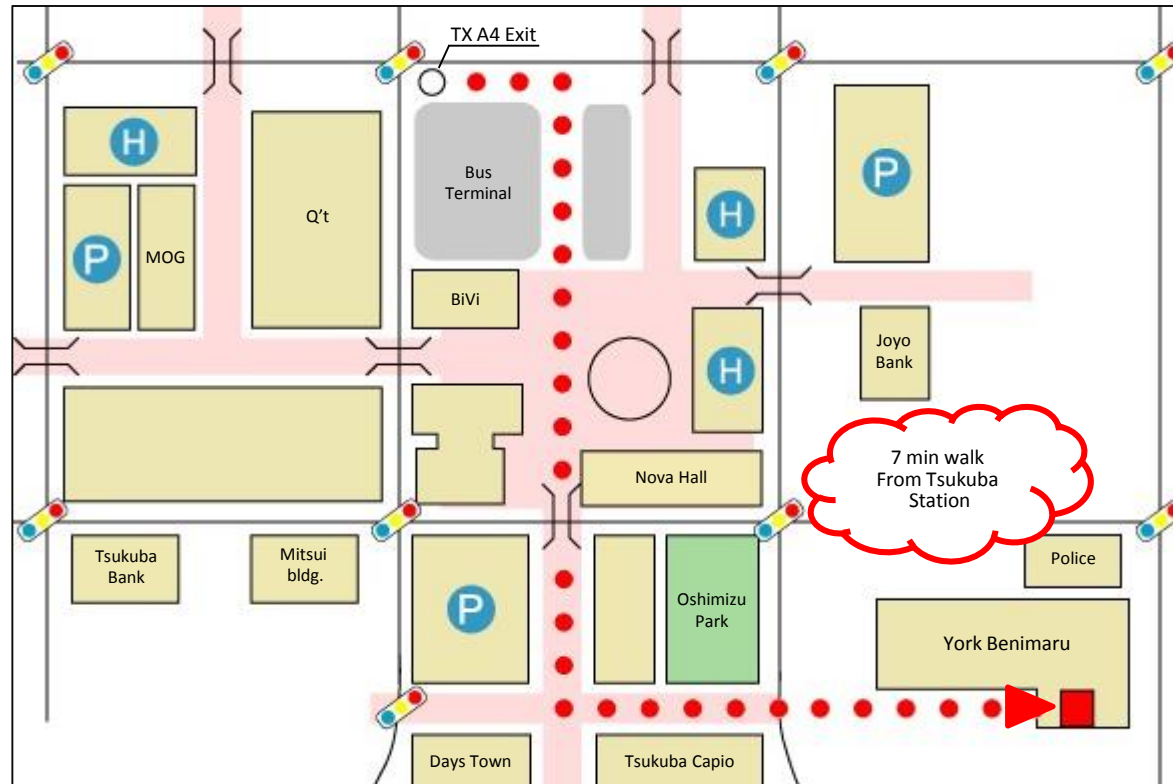 TX A4 Exit
H
H
P
Bus
Terminal
Q't
P
MOG
BiVi
H
Joyo
Bank
7 min walk
From Tsukuba
Station
Nova Hall
Tsukuba
Bank
Mitsui
bldg.
P
Oshimizu
Park
Police
York Benimaru
Days Town
Tsukuba Capio